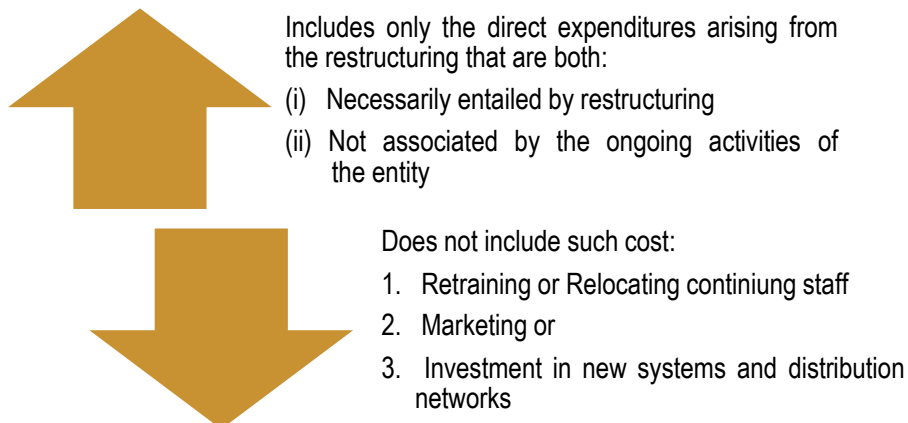 Includes only the direct expenditures arising from
the restructuring that are both:
(i) Necessarily entailed by restructuring
(ii) Not associated by the ongoing activities of
the entity
Does not include such cost:
1. Retraining or Relocating continiung staff
2. Marketing or
3. Investment in new systems and distribution
networks